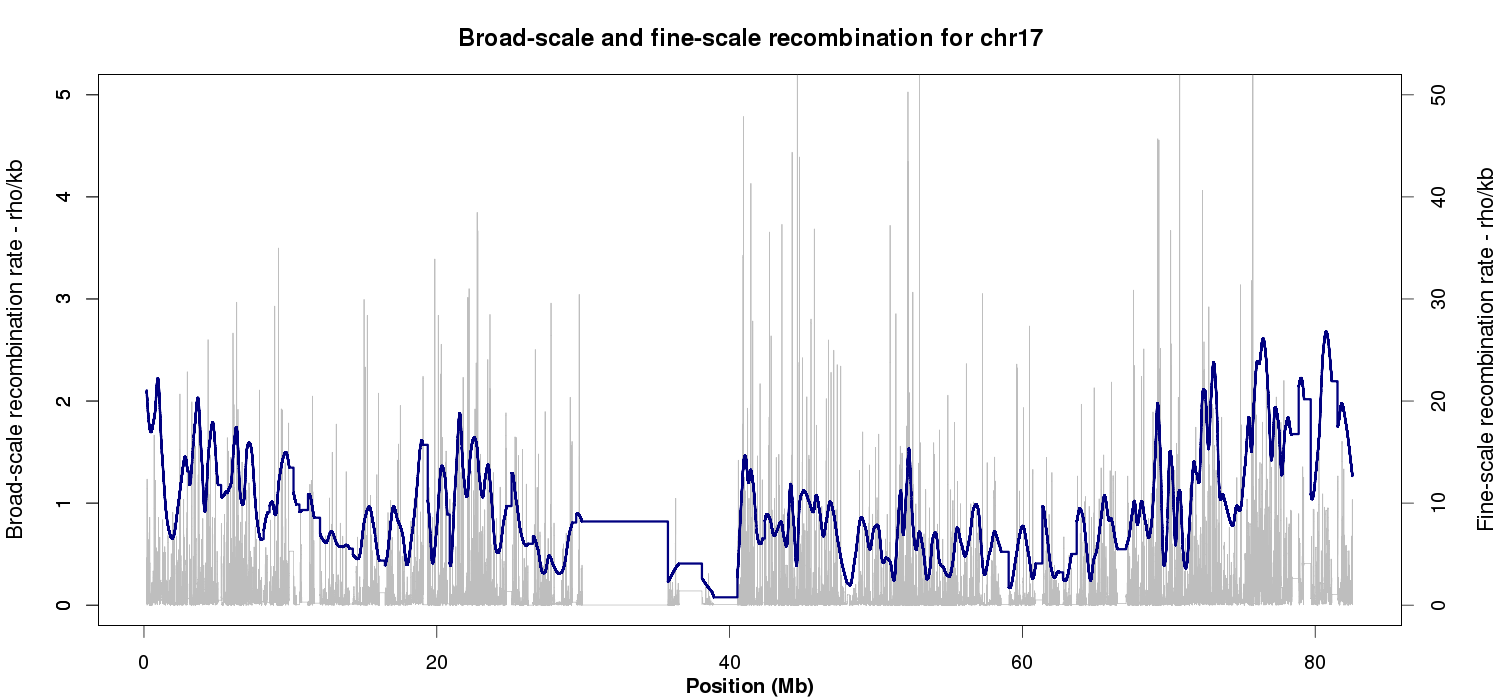 Broad-scale and fine-scale recombination for chr17
Broad-scale recombination rate - rho/kb
0 1 2 3 4 5
0 10 20 30 40 50
Fine-scale recombination rate - rho/kb
0 20 40 60 80
Position (Mb)